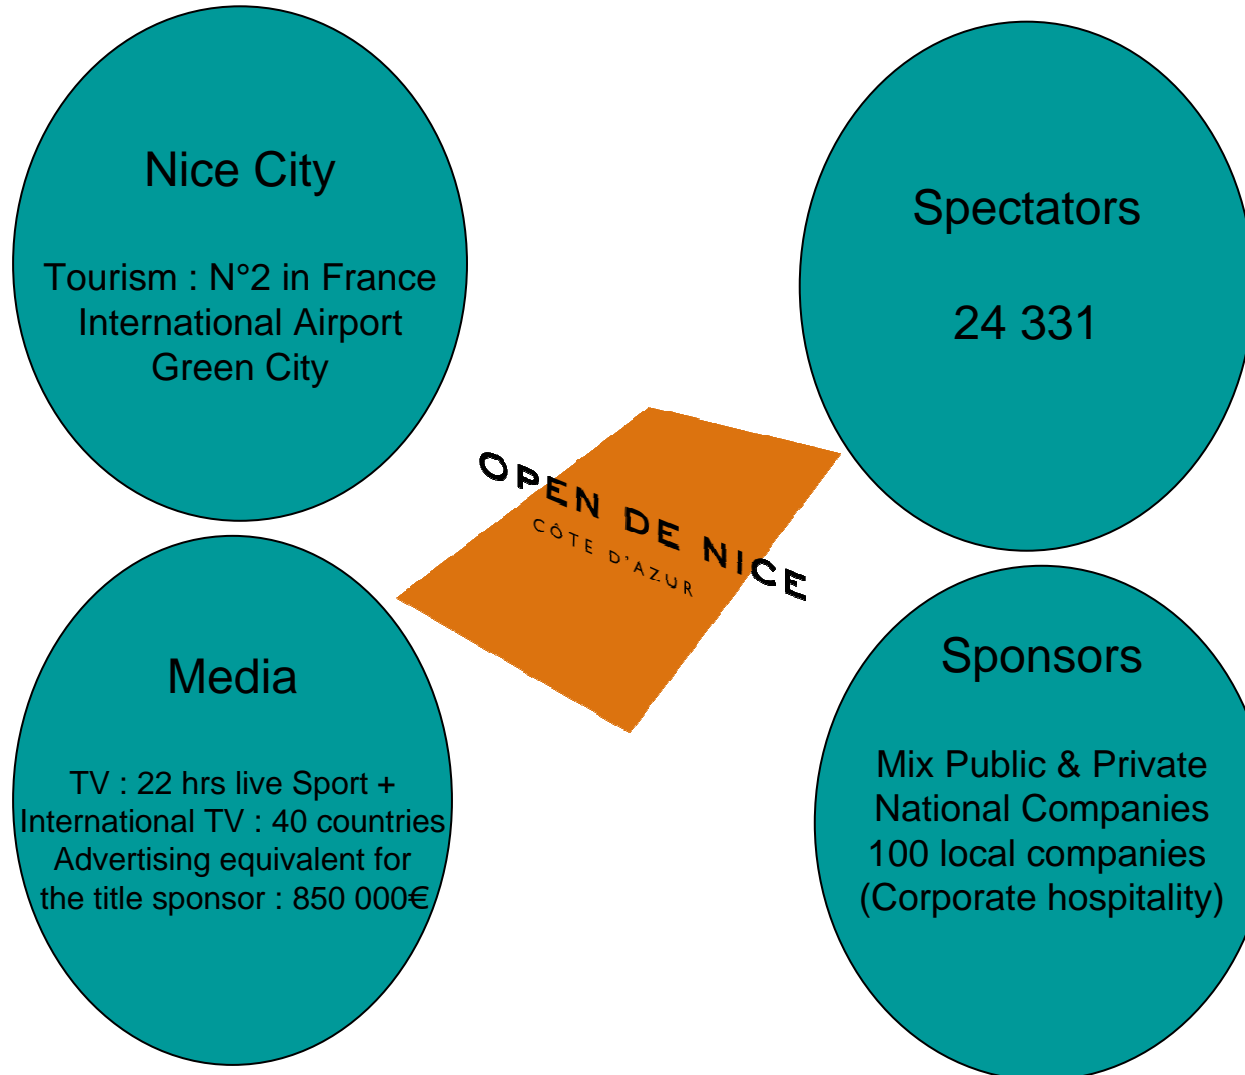 Nice City
Tourism : N°2 in France
International Airport
Green City
Spectators
24 331
OPEN DE NICE
CÔTE D'AZUR
Media
TV : 22 hrs live Sport +
International TV : 40 countries
Advertising equivalent for
the title sponsor : 850 000€
Sponsors
Mix Public & Private
National Companies
100 local companies
(Corporate hospitality)